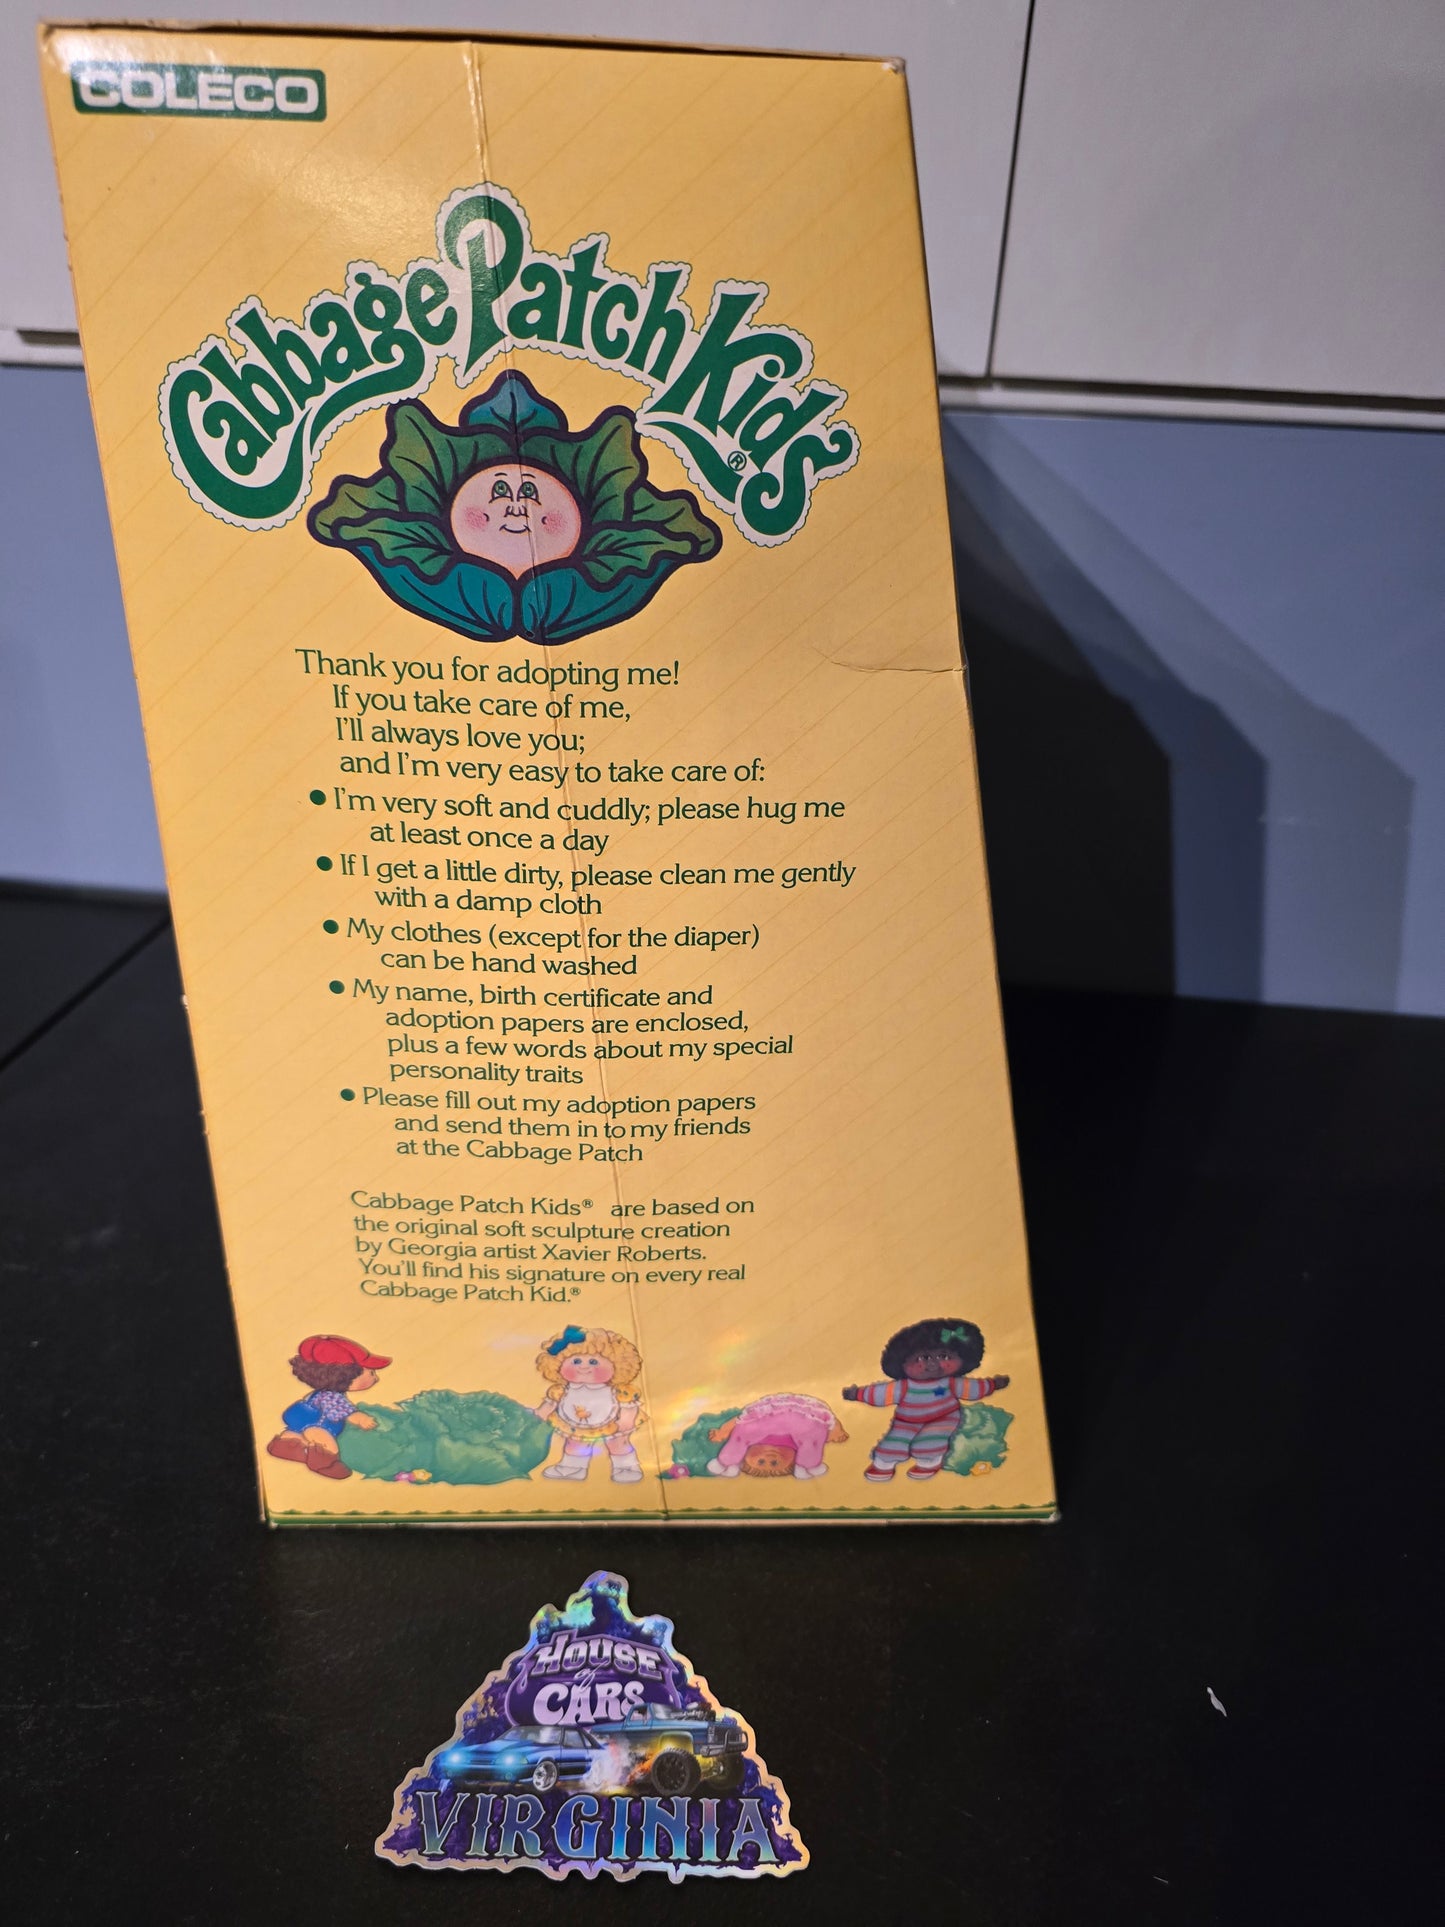 COLECO
Cabbage Patch Kids®
Thank you for adopting me!
If you take care of me,
I'll always love you;
and I'm very easy to take care of:
● I'm very soft and cuddly; please hug me
at least once a day
● If I get a little dirty, please clean me gently
with a damp cloth
● My clothes (except for the diaper)
can be hand washed
● My name, birth certificate and
adoption papers are enclosed,
plus a few words about my special
personality traits
● Please fill out my adoption papers
and send them in to my friends
at the Cabbage Patch
Cabbage Patch Kids® are based on
the original soft sculpture creation
by Georgia artist Xavier Roberts.
You'll find his signature on every real
Cabbage Patch Kid.®
HOUSE
of
CARS
VIRGINIA